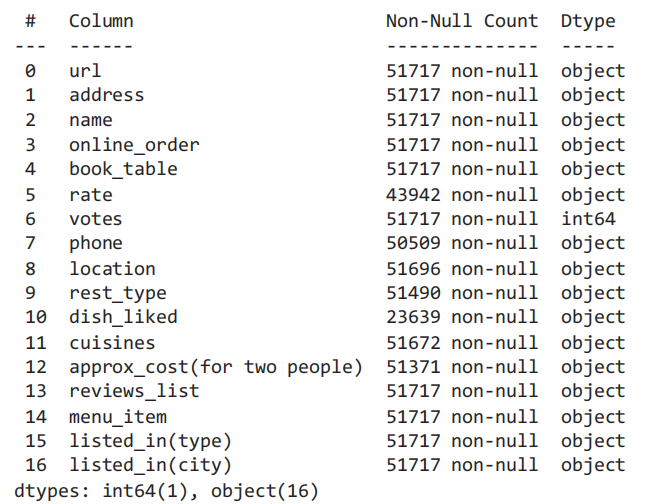 #   Column                       Non-Null Count  Dtype
---  ------                       --------------  -----
 0   url                          51717 non-null  object
 1   address                      51717 non-null  object
 2   name                         51717 non-null  object
 3   online_order                 51717 non-null  object
 4   book_table                   51717 non-null  object
 5   rate                         43942 non-null  object
 6   votes                        51717 non-null  int64
 7   phone                        50509 non-null  object
 8   location                     51696 non-null  object
 9   rest_type                    51490 non-null  object
 10  dish_liked                   23639 non-null  object
 11  cuisines                     51672 non-null  object
 12  approx_cost(for two people)  51371 non-null  object
 13  reviews_list                 51717 non-null  object
 14  menu_item                    51717 non-null  object
 15  listed_in(type)              51717 non-null  object
 16  listed_in(city)              51717 non-null  object
dtypes: int64(1), object(16)